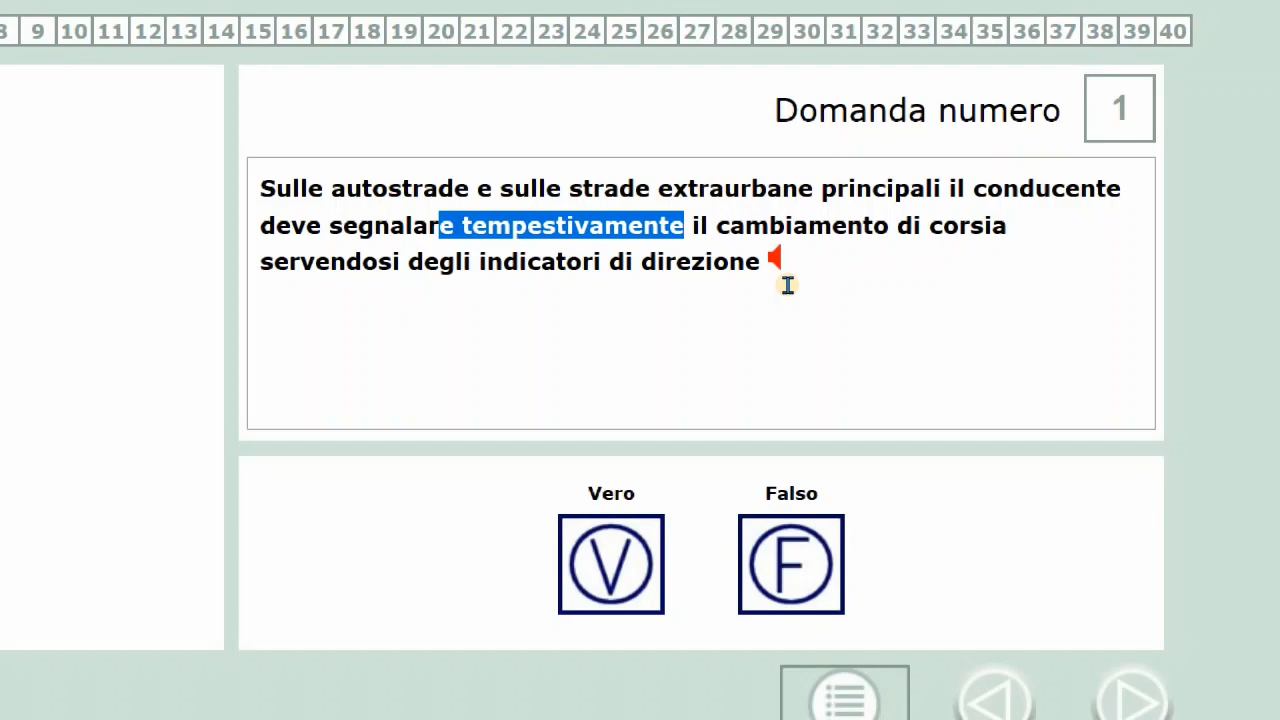 8 9 10 11 12 13 14 15 16 17 18 19 20 21 22 23 24 25 26 27 28 29 30 31 32 33 34 35 36 37 38 39 40
Domanda numero 1
Sulle autostrade e sulle strade extraurbane principali il conducente
deve segnalare tempestivamente il cambiamento di corsia
servendosi degli indicatori di direzione
Vero Falso
V F